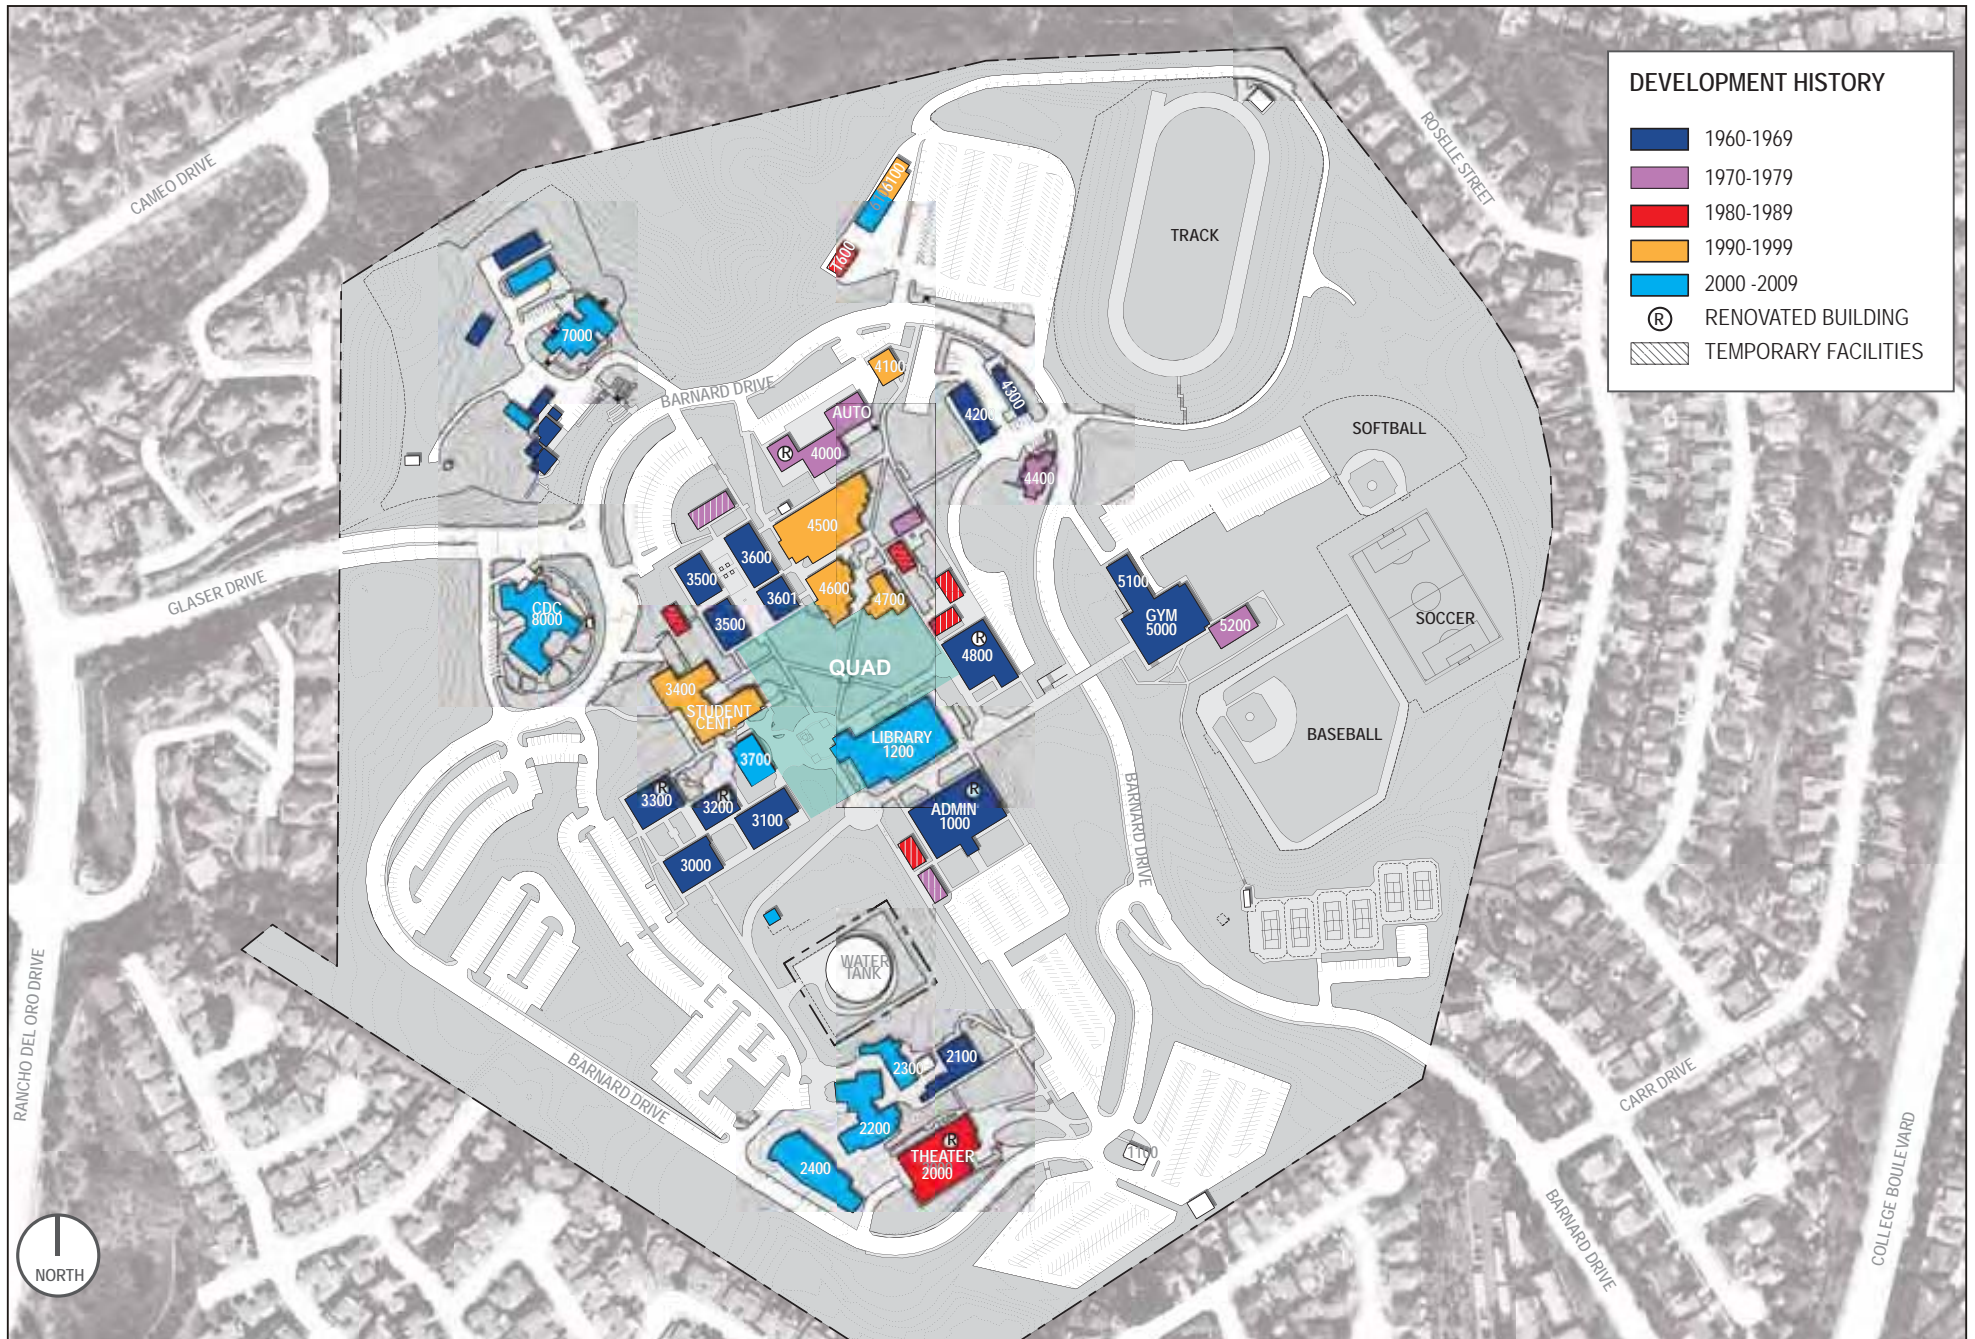 DEVELOPMENT HISTORY
1960-1969
1970-1979
1980-1989
1990-1999
2000 -2009
R RENOVATED BUILDING
TEMPORARY FACILITIES
CAMEO DRIVE
ROSELLE STREET
TRACK
6100
1600
7000
BARNARD DRIVE
4100
4300
AUTO
4200
SOFTBALL
R
4000
4400
4500
3600
3500
5100
GLASER DRIVE
CDC
8000
3601
4600
4700
GYM
5000
5200
SOCCER
3500
R
4800
QUAD
3400
STUDENT
CENT.
LIBRARY
1200
BASEBALL
3700
R
3300
R
3200
3100
R
ADMIN
1000
BARNARD DRIVE
3000
WATER
TANK
RANCHO DEL ORO DRIVE
BARNARD DRIVE
2300
2100
2200
R
THEATER
2000
2400
1100
CARR DRIVE
BARNARD DRIVE
COLLEGE BOULEVARD
NORTH